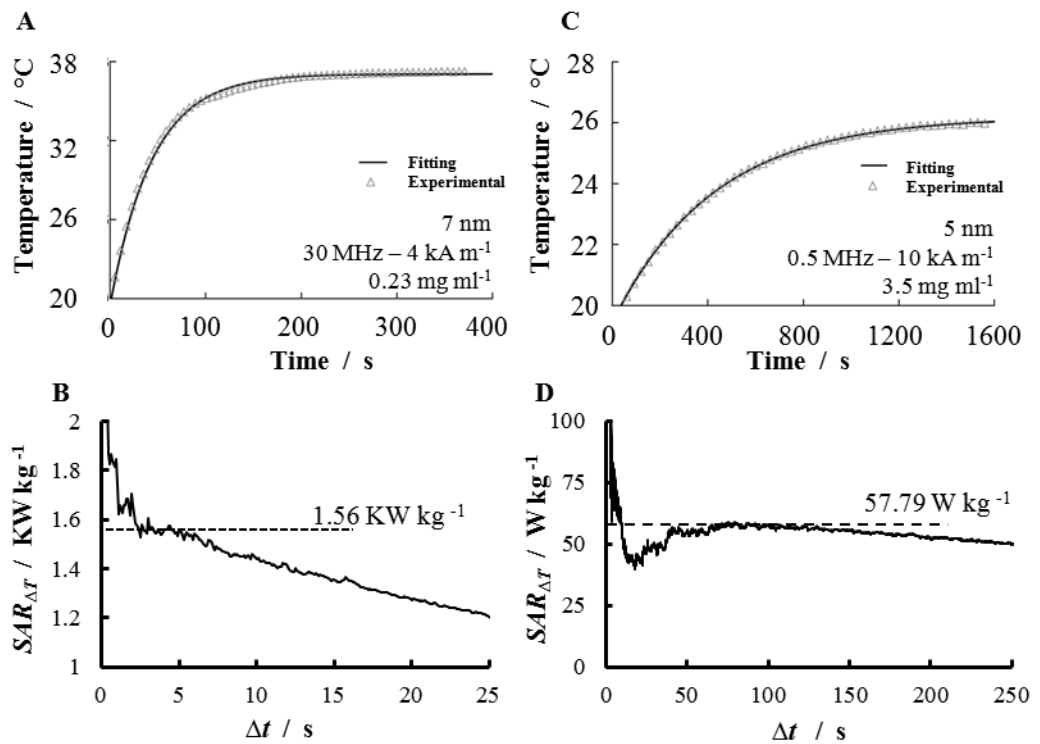 A
Temperature / °C
38
32
26
20
0
100
200
300
400
Time / s
Fitting
Experimental
7 nm
30 MHz – 4 kA m-1
0.23 mg ml-1
C
Temperature / °C
28
26
24
22
20
0
400
800
1200
1600
Time / s
Fitting
Experimental
5 nm
0.5 MHz – 10 kA m-1
3.5 mg ml-1
B
SARΔT / KW kg-1
2
1.8
1.6
1.4
1.2
1
0
5
10
15
20
25
Δt / s
1.56 KW kg -1
D
SARΔT / W kg-1
100
75
50
25
0
0
50
100
150
200
250
Δt / s
57.79 W kg-1